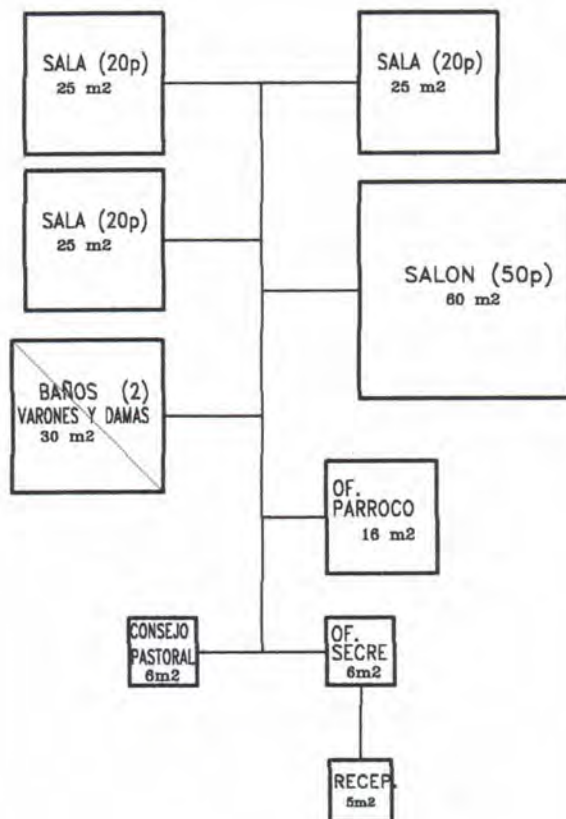 SALA (20p)
25 m2
SALA (20p)
25 m2
SALA (20p)
25 m2
SALON (50p)
60 m2
BAÑOS (2)
VARONES Y DAMAS
30 m2
OF.
PARROCO
16 m2
CONSEJO
PASTORAL
6m2
OF.
SECRE
6m2
RECEP.
5m2